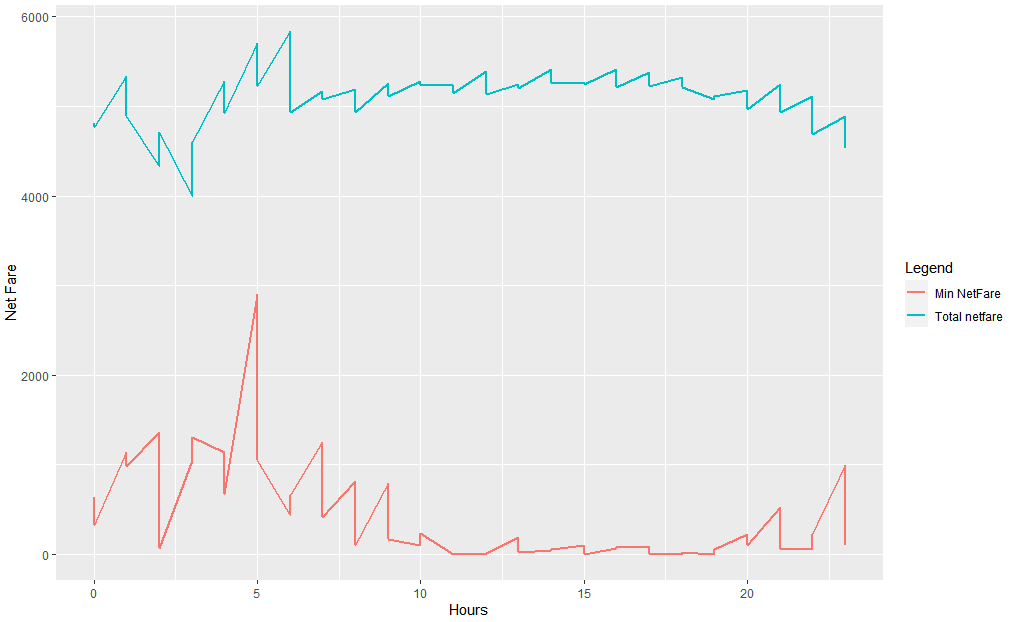 6000
4000
2000
0
Net Fare
0 5 10 15 20
Hours
Legend
Min NetFare
Total netfare